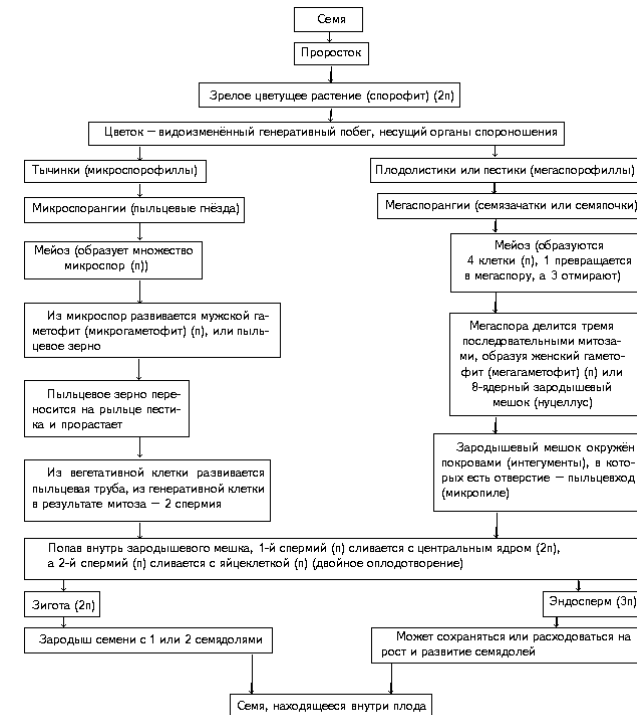 Семя
Проросток
Зрелое цветущее растение (спорофит) (2п)
Цветок – видоизменённый генеративный побег, несущий органы спороношения
Тычинки (микроспорофиллы)
Микроспорангии (пыльцевые гнёзда)
Мейоз (образует множество
микроспор (п))
Из микроспор развивается мужской га-
метофит (микрогаметофит) (п), или пыль-
цевое зерно
Пыльцевое зерно пере-
носится на рыльце пести-
ка и прорастает
Из вегетативной клетки развивается
пыльцевая труба, из генеративной клетки
в результате митоза – 2 спермия
Плодолистики или пестики (мегаспорофиллы)
Мегаспорангии (семязачатки или семяпочки)
Мейоз (образуются
4 клетки (п), 1 превращается
в мегаспору, а 3 отмирают)
Мегаспора делится тремя
последовательными митоза-
ми, образуя женский гамето-
фит (мегагаметофит) (п) или
8-ядерный зародышевый
мешок (нуцеллус)
Зародышевый мешок окружён
покровами (интегументы), в кото-
рых есть отверстие – пыльцевход
(микропиле)
Попав внутрь зародышевого мешка, 1-й спермий (п) сливается с центральным ядром (2п),
а 2-й спермий (п) сливается с яйцеклеткой (п) (двойное оплодотворение)
Зигота (2п)
Зародыш семени с 1 или 2 семядолями
Эндосперм (3п)
Может сохраняться или расходоваться на
рост и развитие семядолей
Семя, находящееся внутри плода